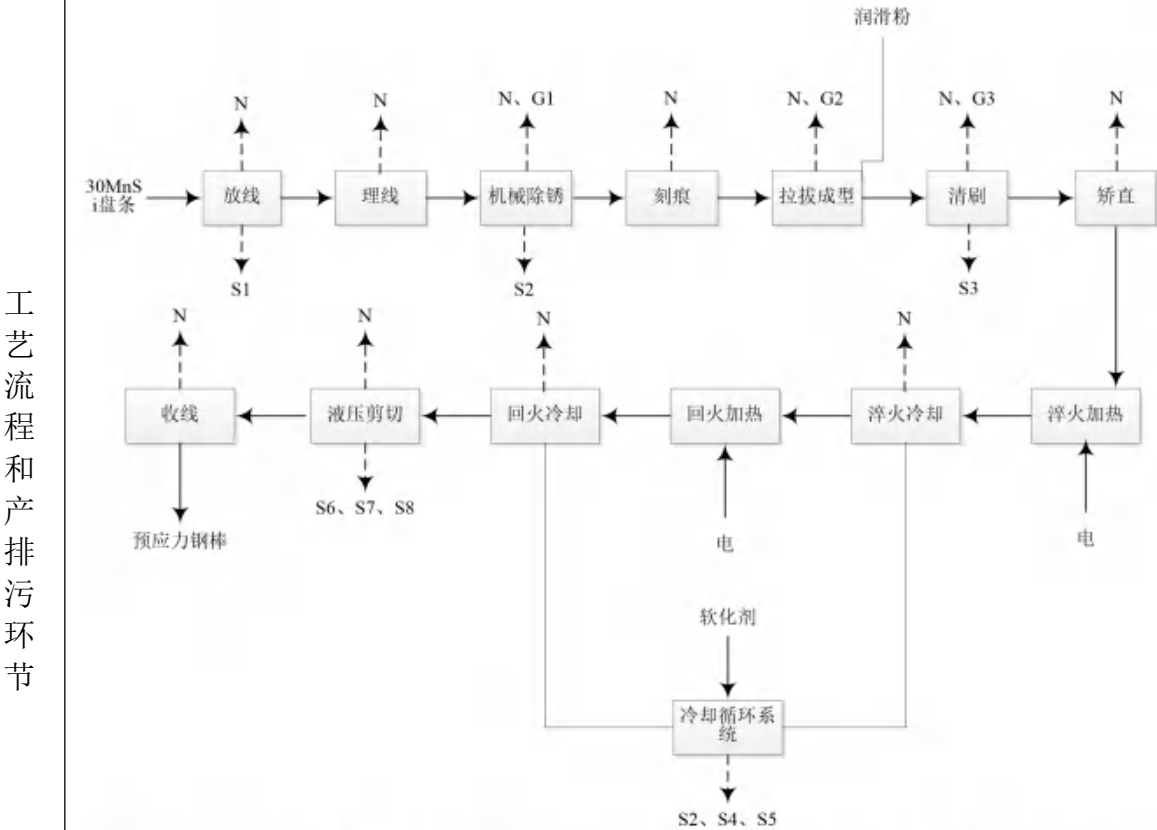 工
艺
流
程
和
产
排
污
环
节
润滑粉
N
N
N、G1
N
N、G2
N、G3
N
30MnS
i盘条
放线
理线
机械除锈
刻痕
拉拔成型
清刷
矫直
S1
S2
S3
N
N
N
N
收线
液压剪切
回火冷却
回火加热
淬火冷却
淬火加热
S6、S7、S8
预应力钢棒
电
电
软化剂
冷却循环系
统
S2、S4、S5